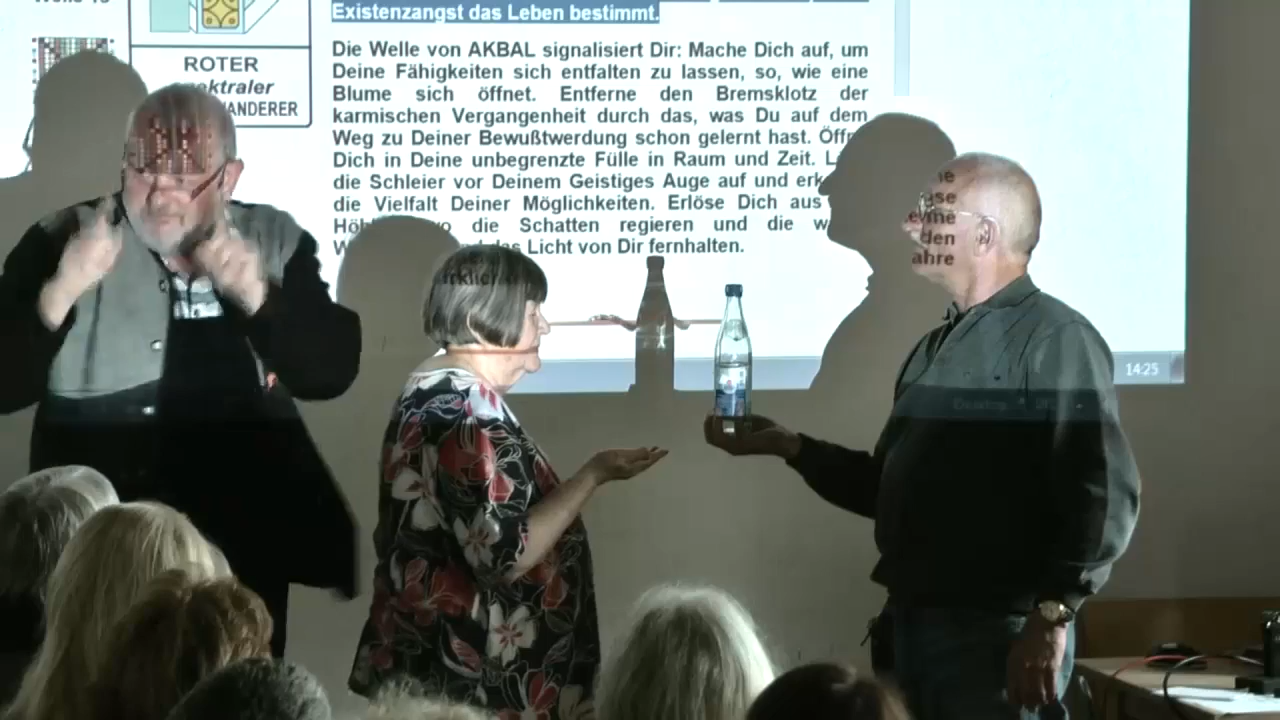 Existenzangst das Leben bestimmt.
ROTER
WANDERER
Die Welle von AKBAL signalisiert Dir: Mache Dich auf, um
Deine Fähigkeiten sich entfalten zu lassen, so, wie eine
Blume sich öffnet. Entferne den Bremsklotz der
karmischen Vergangenheit durch das, was Du auf dem
Weg zu Deiner Bewußtwerdung schon gelernt hast.
Dich in Deine unbegrenzte Fülle in Raum und Zeit.
die Schleier vor Deinem Geistiges Auge auf und
die Vielfalt Deiner Möglichkeiten. Erlöse Dich aus
wo die Schatten regieren und die
das Licht von Dir fernhalten.
den
14:25